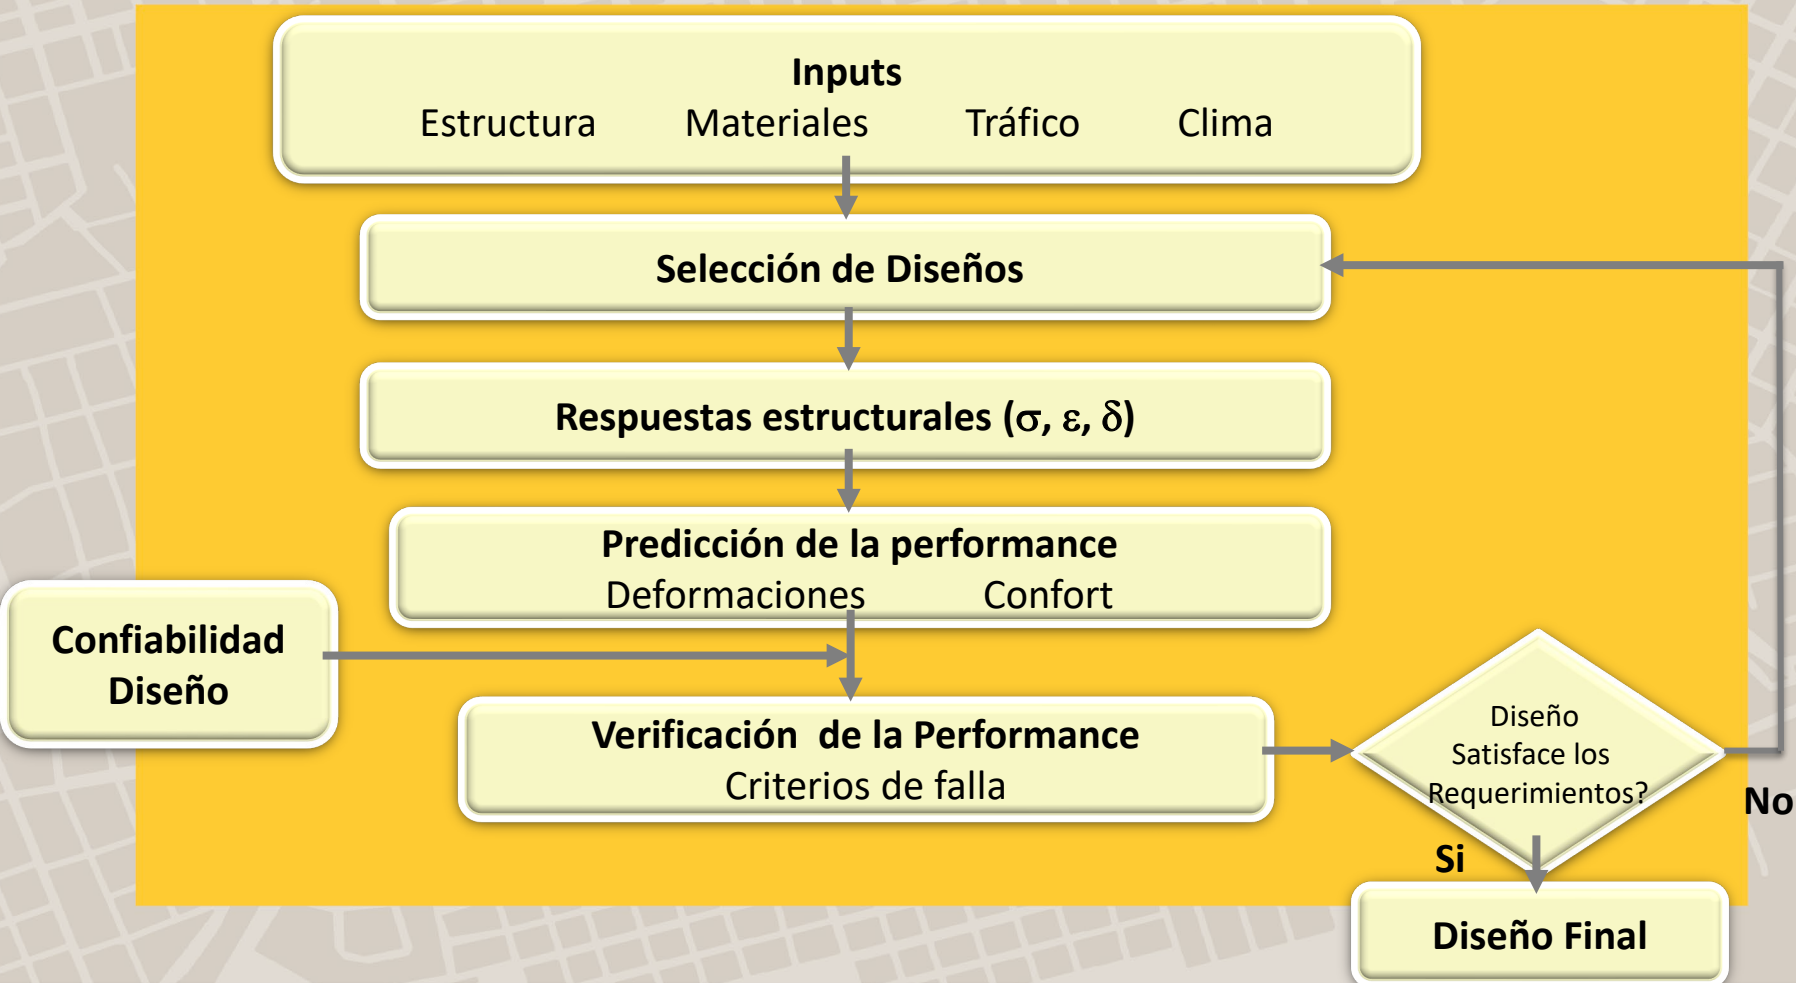 Inputs
Estructura Materiales Tráfico Clima
Selección de Diseños
Respuestas estructurales (σ, ε, δ)
Predicción de la performance
Deformaciones Confort
Confiabilidad
Diseño
Verificación de la Performance
Criterios de falla
Diseño
Satisface los
Requerimientos?
No
Si
Diseño Final